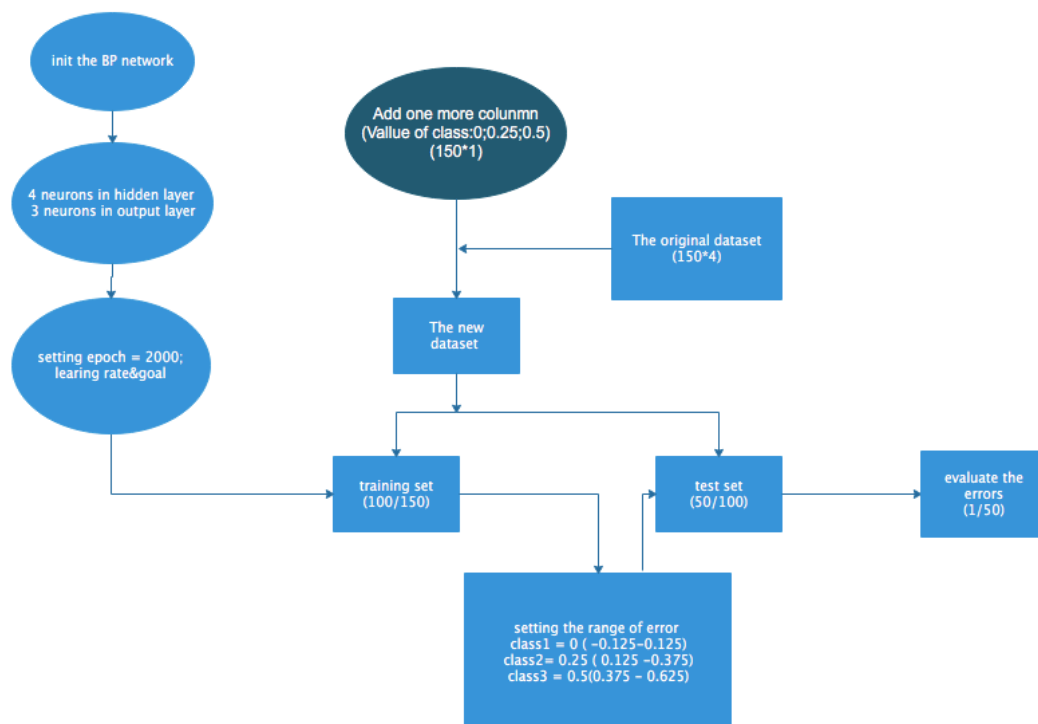 init the BP network
Add one more colunmn
(Vallue of class:0;0.25;0.5)
(150*1)
4 neurons in hidden layer
3 neurons in output layer
The original dataset
(150*4)
The new
dataset
setting epoch = 2000;
learing rate&goal
training set
(100/150)
test set
(50/100)
evaluate the
errors
(1/50)
setting the range of error
class1 = 0 ( -0.125-0.125)
class2= 0.25 ( 0.125 -0.375)
class3 = 0.5(0.375 - 0.625)